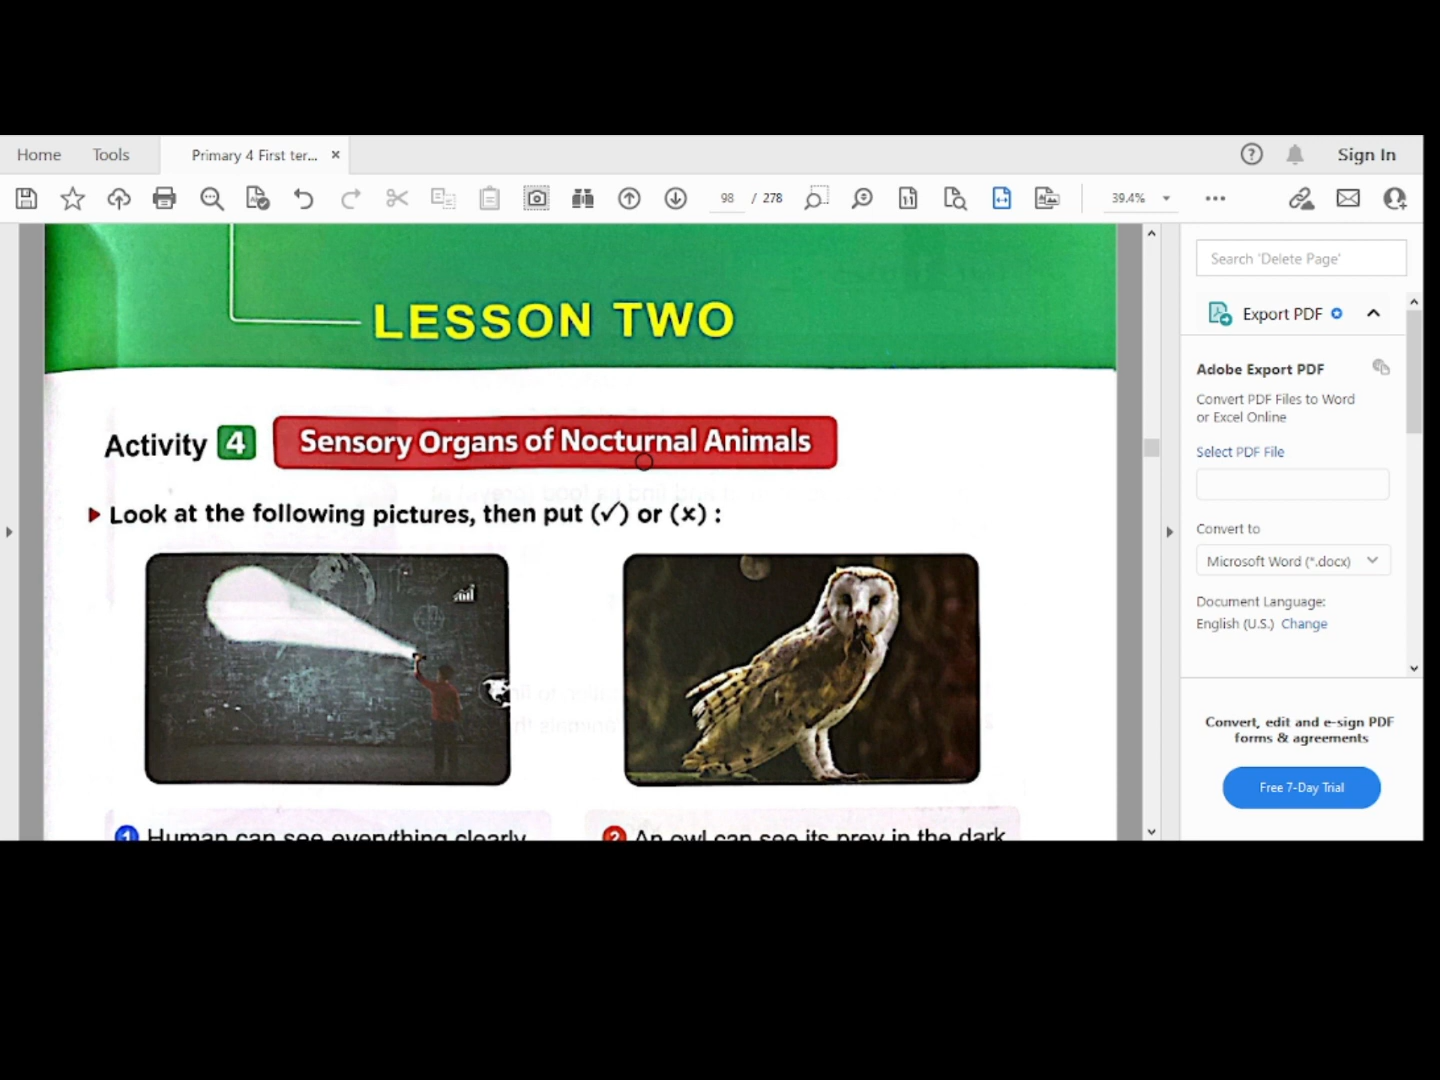 Home Tools Primary 4 First ter... × Sign In
98 / 278 39.4%
LESSON TWO
Activity 4 Sensory Organs of Nocturnal Animals
Look at the following pictures, then put (✓) or (×) :
1 Human can see everything clearly
2 An owl can see its prey in the dark
Search 'Delete Page'
Export PDF
Adobe Export PDF
Convert PDF Files to Word
or Excel Online
Select PDF File
Convert to
Microsoft Word (*.docx)
Document Language:
English (U.S.) Change
Convert, edit and e-sign PDF
forms & agreements
Free 7-Day Trial